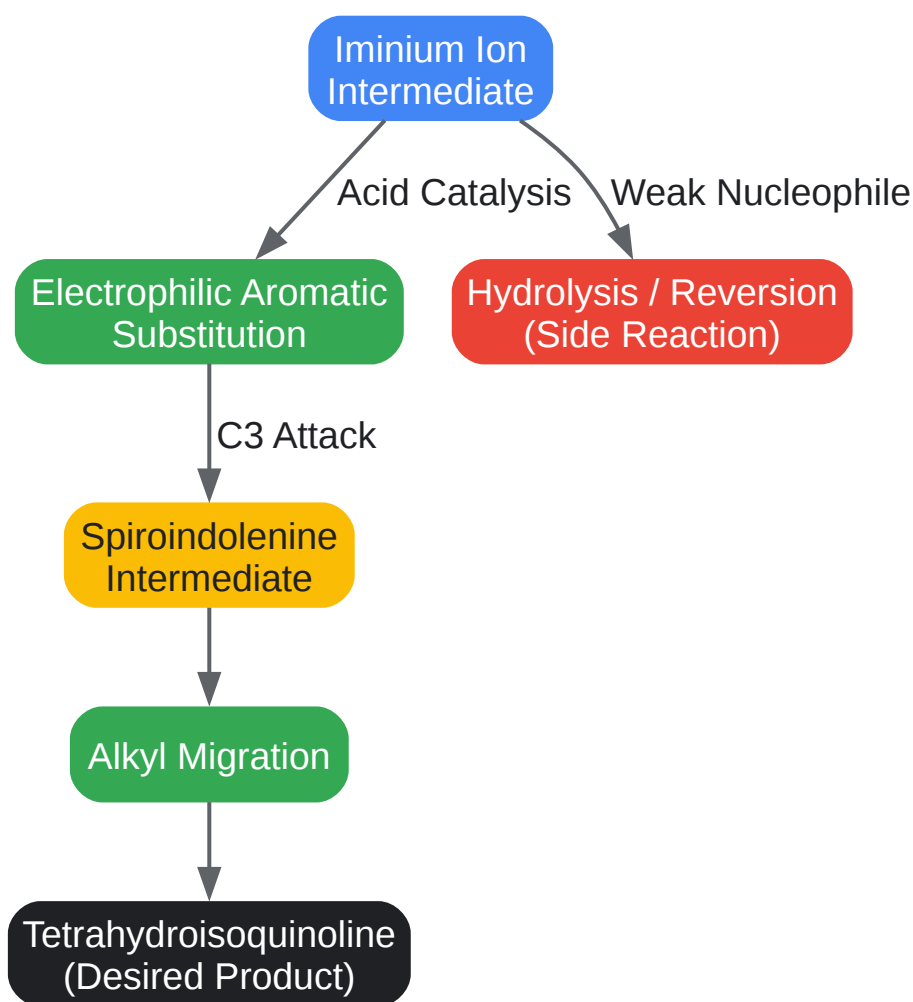 Iminium Ion
Intermediate
Acid Catalysis
Weak Nucleophile
Electrophilic Aromatic
Substitution
Hydrolysis / Reversion
(Side Reaction)
C3 Attack
Spiroindolenine
Intermediate
Alkyl Migration
Tetrahydroisoquinoline
(Desired Product)